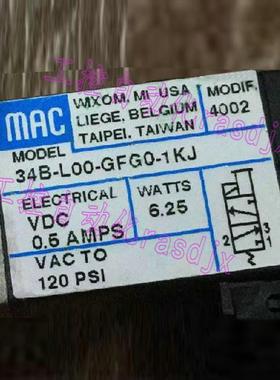 MAC
WIXOM, MI USA
LIEGE, BELGIUM
TAIPEI, TAIWAN
MODIF.
4002
MODEL
34B-L00-GFG0-1KJ
ELECTRICAL
VDC
0.5 AMPS
WATTS
6.25
VAC TO
120 PSI
2
3